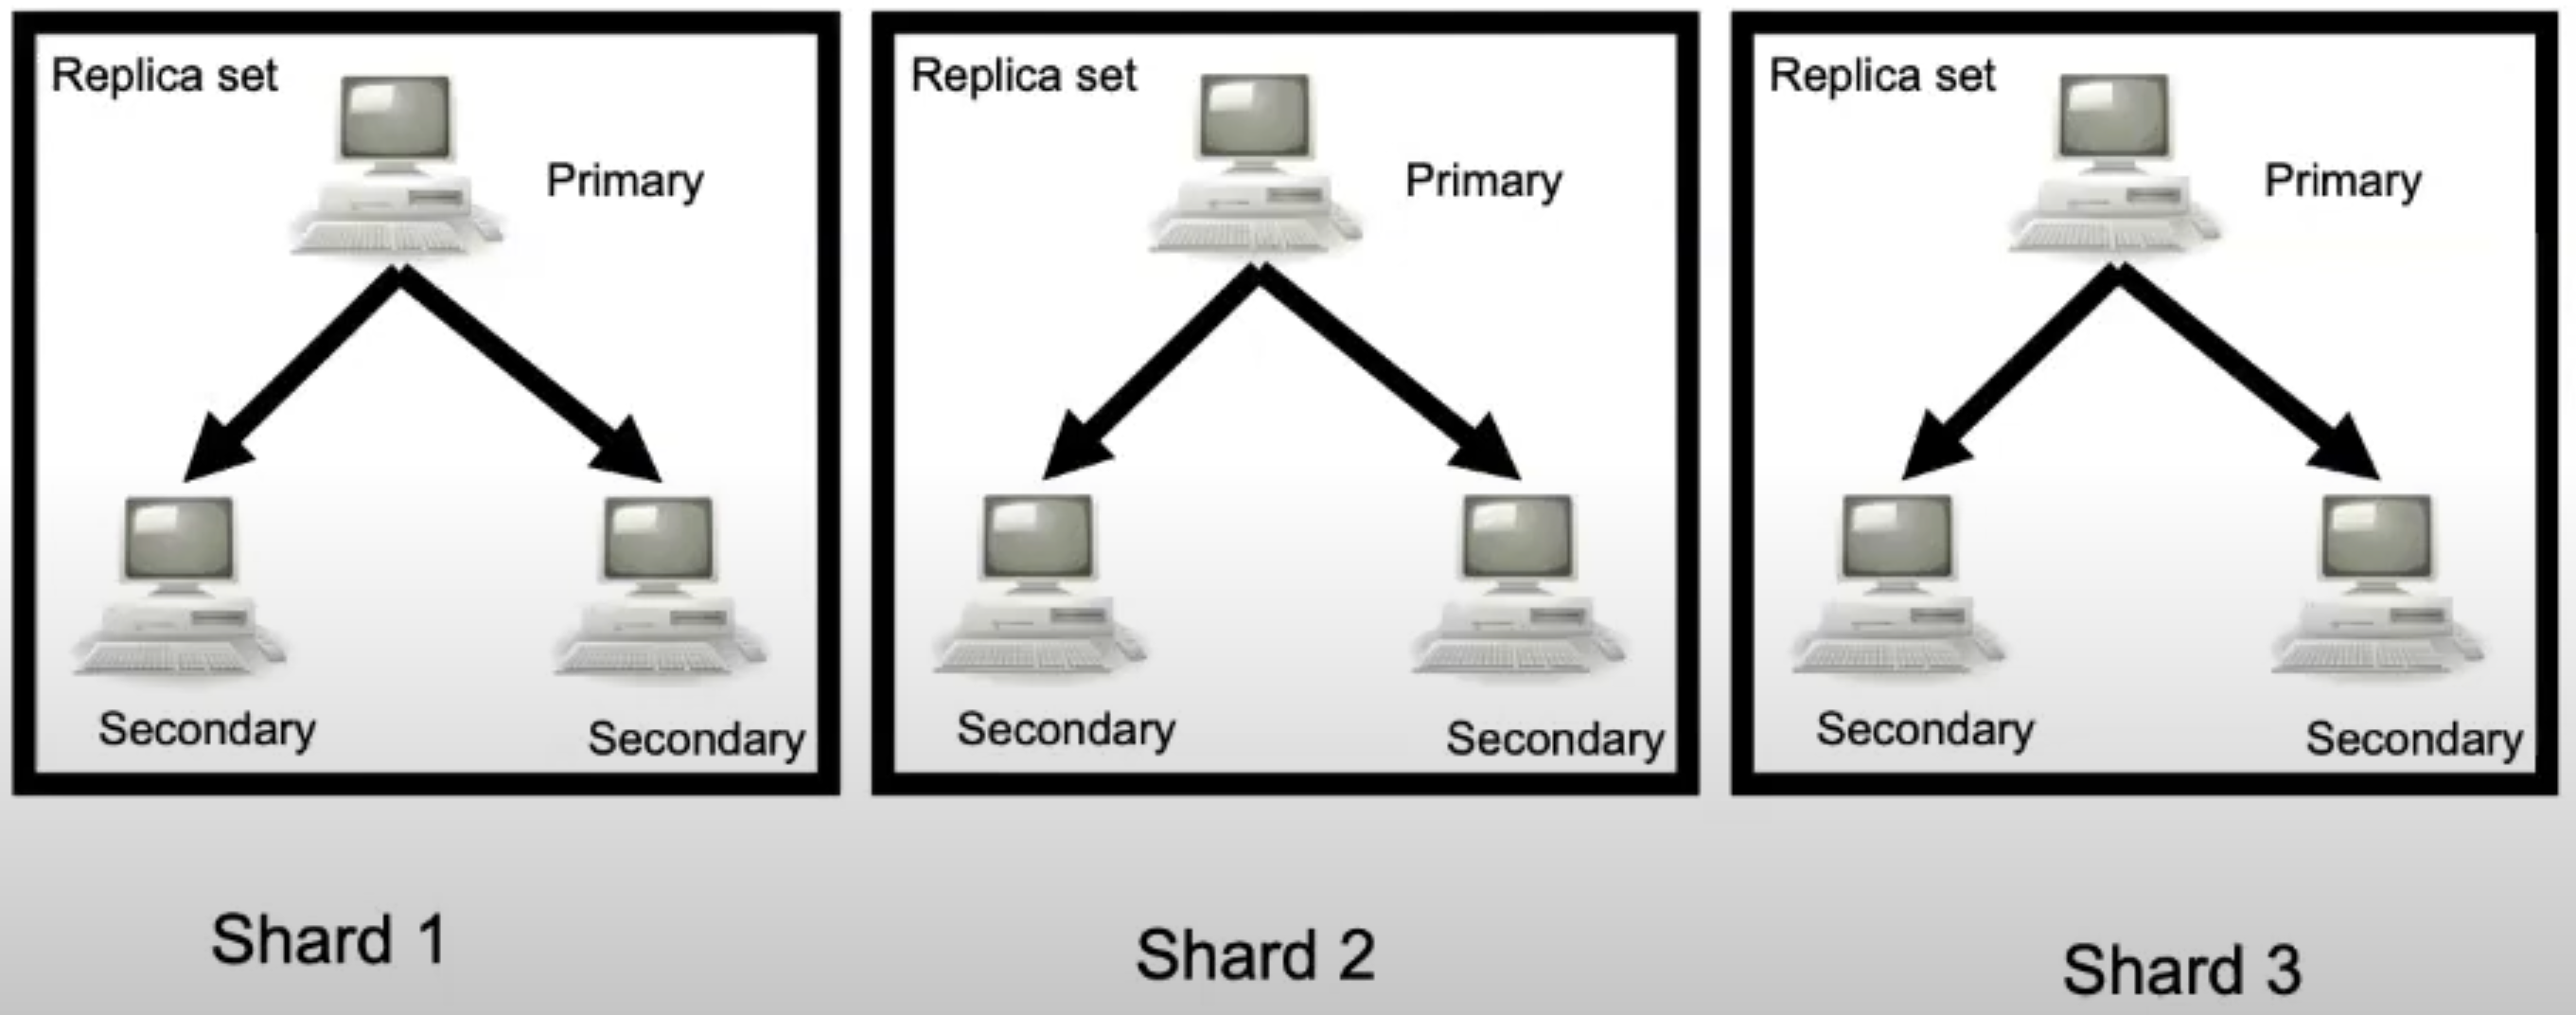 Replica set
Primary
Secondary
Secondary
Shard 1
Replica set
Primary
Secondary
Secondary
Shard 2
Replica set
Primary
Secondary
Secondary
Shard 3